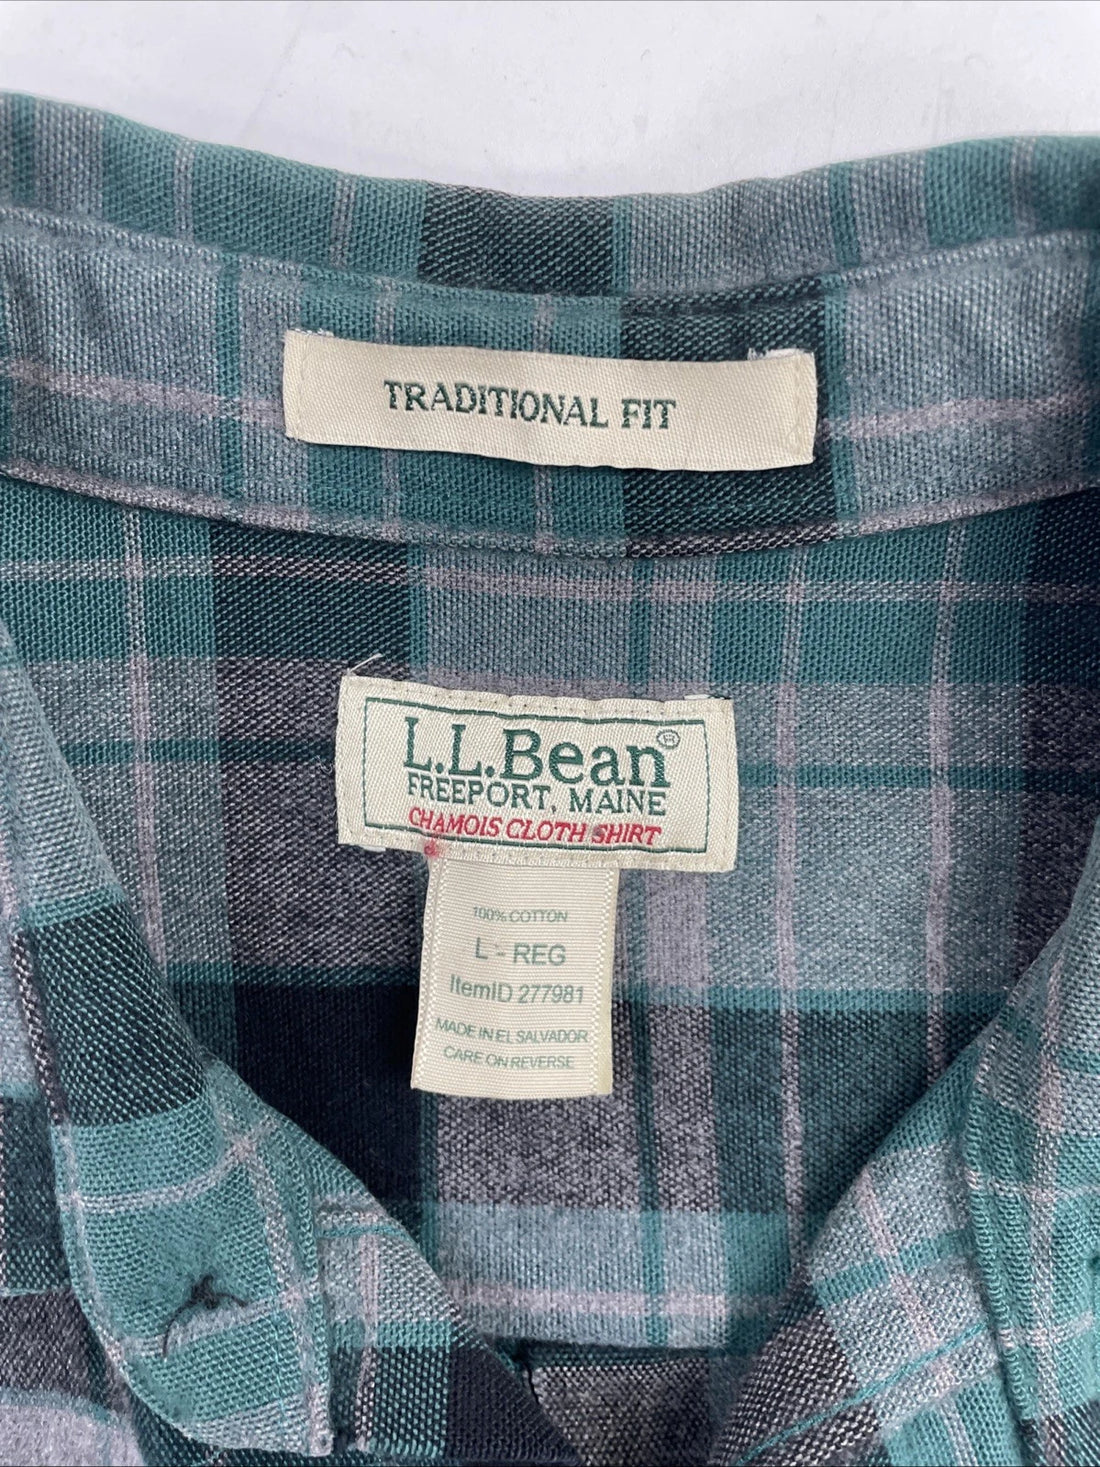 TRADITIONAL FIT
L.L.Bean®
FREEPORT, MAINE
CHAMOIS CLOTH SHIRT
100% COTTON
L - REG
ItemID 277981
MADE IN EL SALVADOR
CARE ON REVERSE